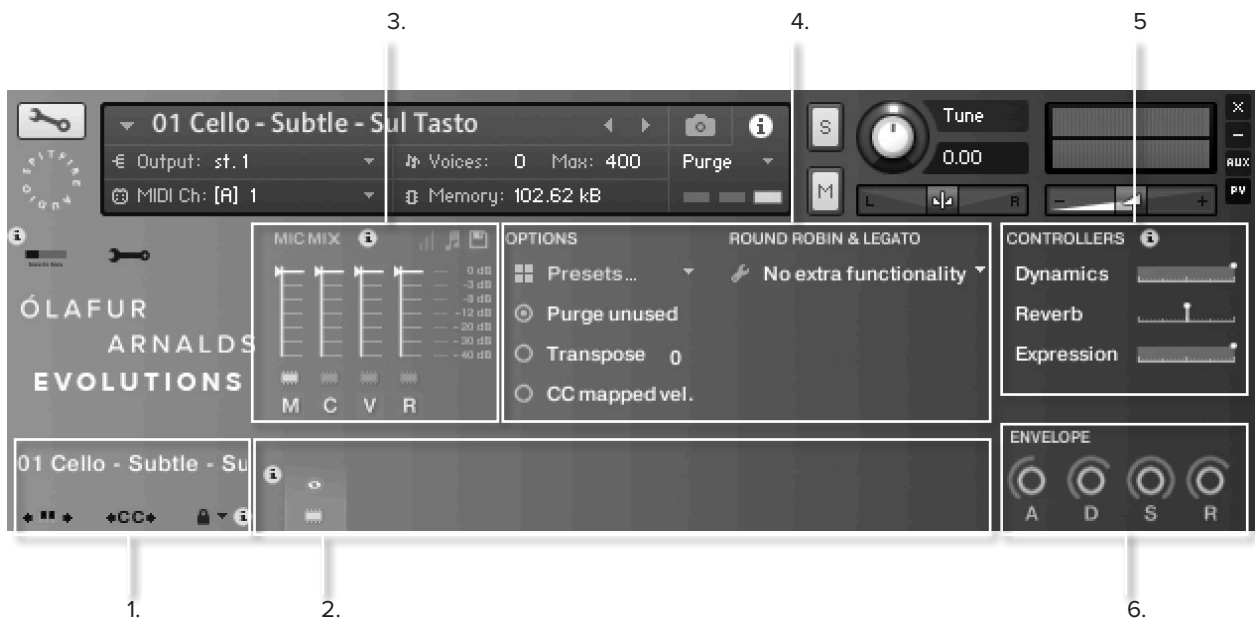 3.
4.
5
01 Cello - Subtle - Sul Tasto
Output: st. 1
Voices: 0 Max: 400
Purge
MIDI Ch: [A] 1
Memory: 102.62 kB
S
M
Tune
0.00
L
R
-
+
×
-
AUX
PV
SPITFIRE
AUDIO
ÓLAFUR
ARNALDS
EVOLUTIONS
MIC MIX
0 dB
-3 dB
-12 dB
-20 dB
-30 dB
-40 dB
M C V R
OPTIONS
Presets...
Purge unused
Transpose 0
CC mapped vel.
ROUND ROBIN & LEGATO
No extra functionality
CONTROLLERS
Dynamics
Reverb
Expression
01 Cello - Subtle - Su
CC
ENVELOPE
A D S R
1.
2.
6.